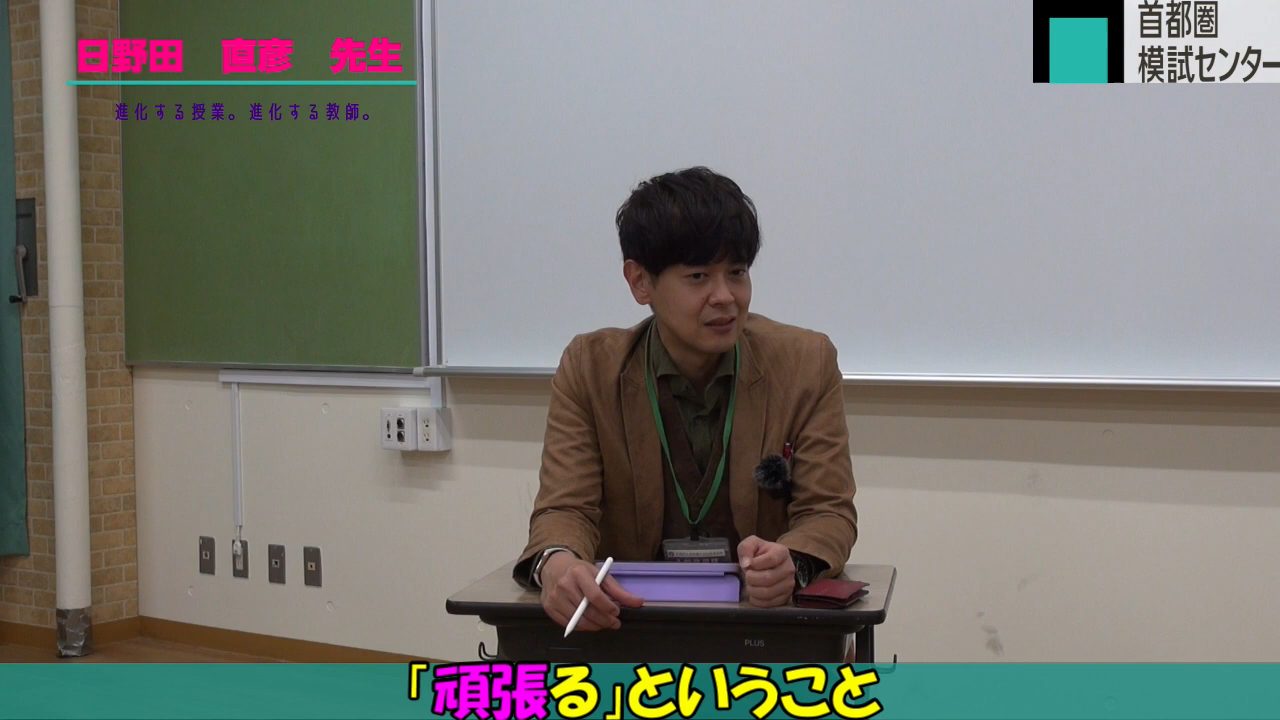 日野田　直彦　先生
進化する授業。進化する教師。
首都圏
模試センター
PLUS
「頑張る」ということ